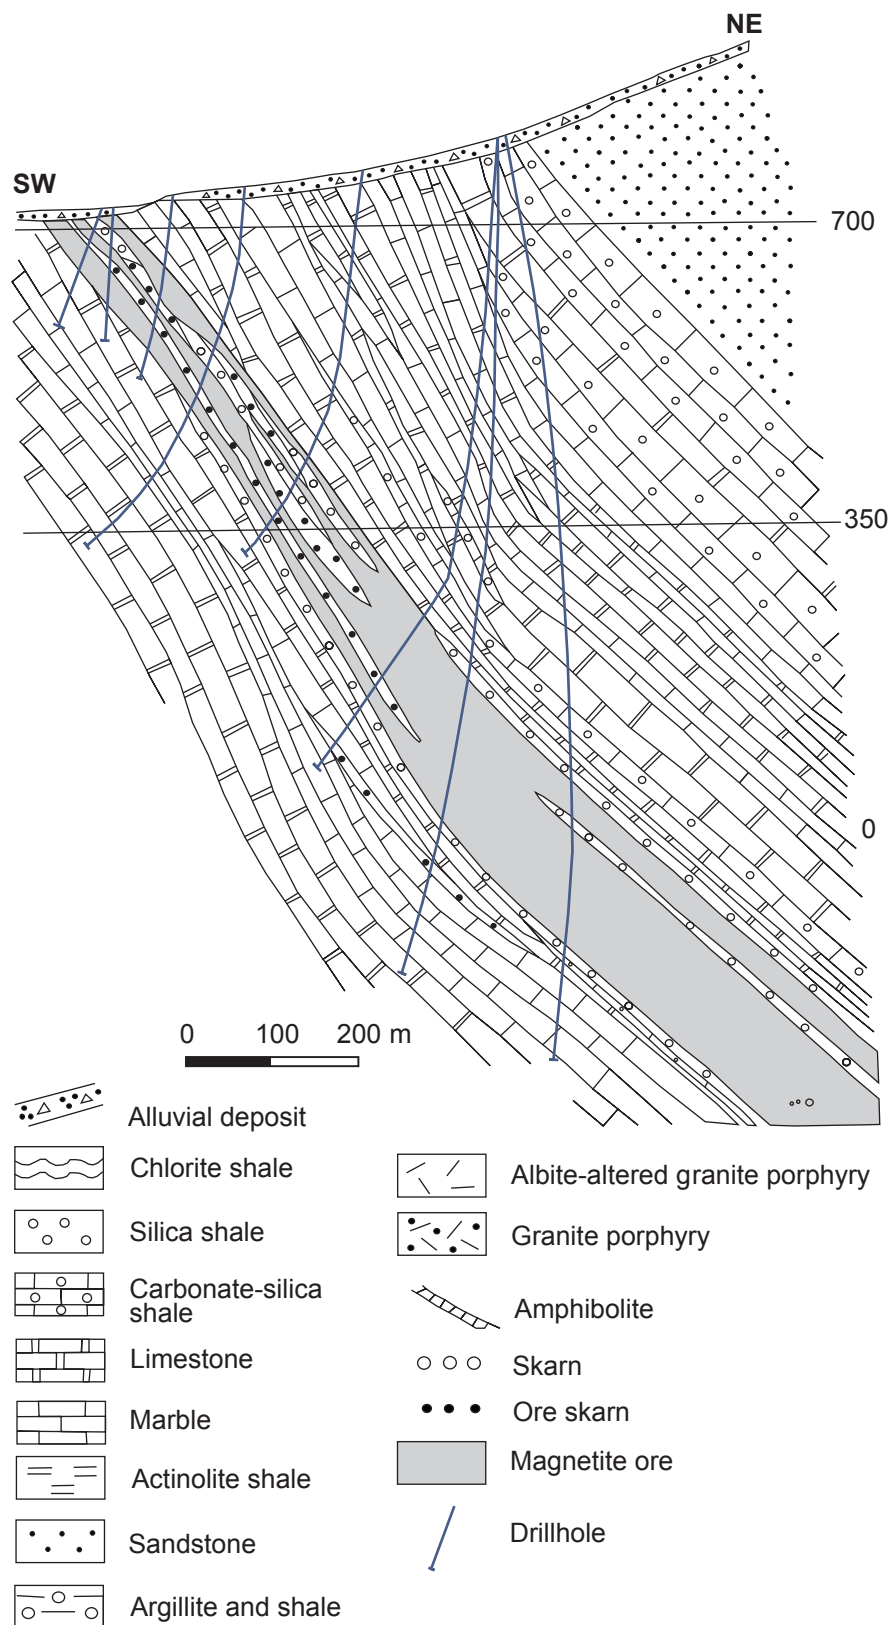 NE
SW
700
350
0
0 100 200 m
Alluvial deposit
Chlorite shale
Silica shale
Carbonate-silica
shale
Limestone
Marble
Actinolite shale
Sandstone
Argillite and shale
Albite-altered granite porphyry
Granite porphyry
Amphibolite
Skarn
Ore skarn
Magnetite ore
Drillhole